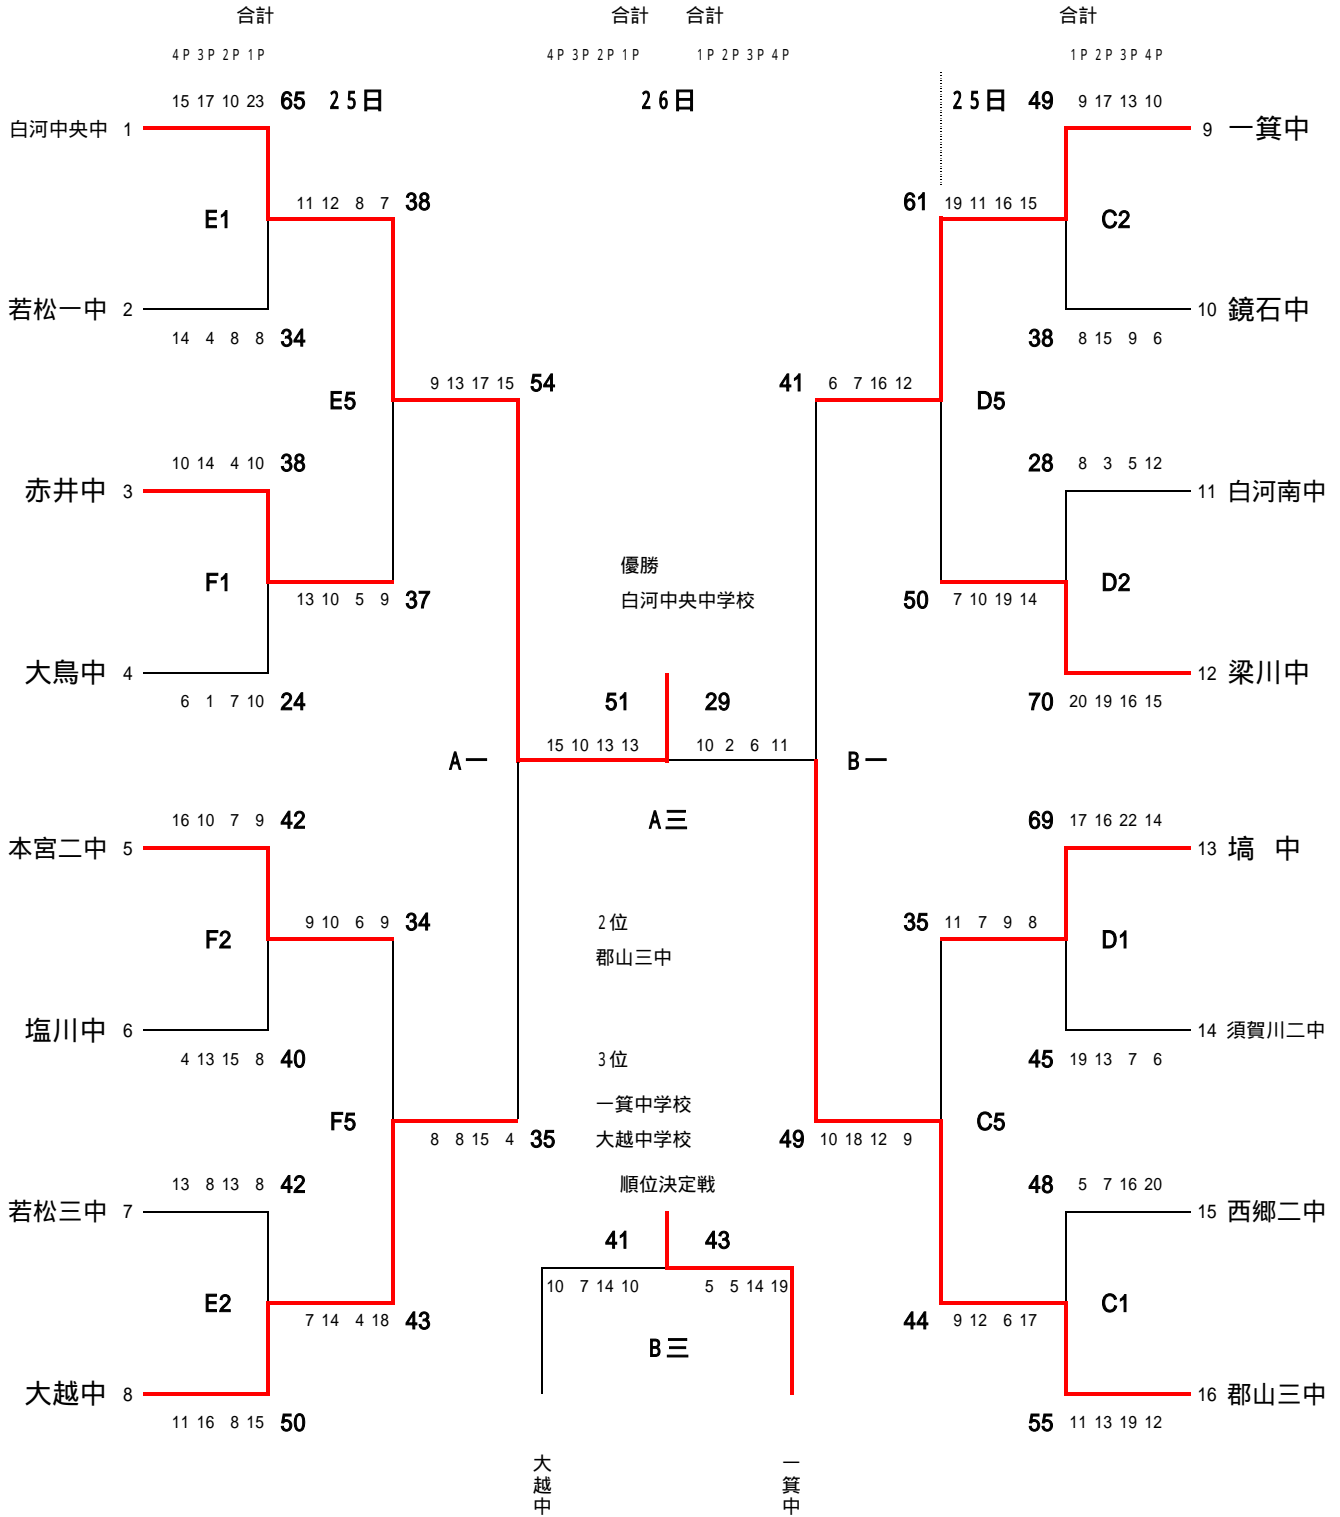 合計 合計 合計 合計
4P 3P 2P 1P 4P 3P 2P 1P 1P 2P 3P 4P 1P 2P 3P 4P
15 17 10 23 65 25日 26日 25日 49 9 17 13 10
白河中央中 1 9 一箕中
11 12 8 7 38 61 19 11 16 15
E1 C2
若松一中 2 10 鏡石中
14 4 8 8 34 38 8 15 9 6
9 13 17 15 54 41 6 7 16 12
E5 D5
10 14 4 10 38 28 8 3 5 12
赤井中 3 11 白河南中
優勝
F1 D2
13 10 5 9 37 白河中央中学校 50 7 10 19 14
大鳥中 4 12 梁川中
6 1 7 10 24 51 29 70 20 19 16 15
15 10 13 13 10 2 6 11
A一 B一
16 10 7 9 42 A三 69 17 16 22 14
本宮二中 5 13 塙 中
9 10 6 9 34 2位 35 11 7 9 8
F2 D1
郡山三中
塩川中 6 14 須賀川二中
4 13 15 8 40 3位 45 19 13 7 6
一箕中学校
F5 C5
8 8 15 4 35 大越中学校 49 10 18 12 9
13 8 13 8 42 順位決定戦 48 5 7 16 20
若松三中 7 15 西郷二中
41 43
10 7 14 10 5 5 14 19
E2 C1
7 14 4 18 43 44 9 12 6 17
B三
大越中 8 16 郡山三中
11 16 8 15 50 55 11 13 19 12
大越中 一箕中